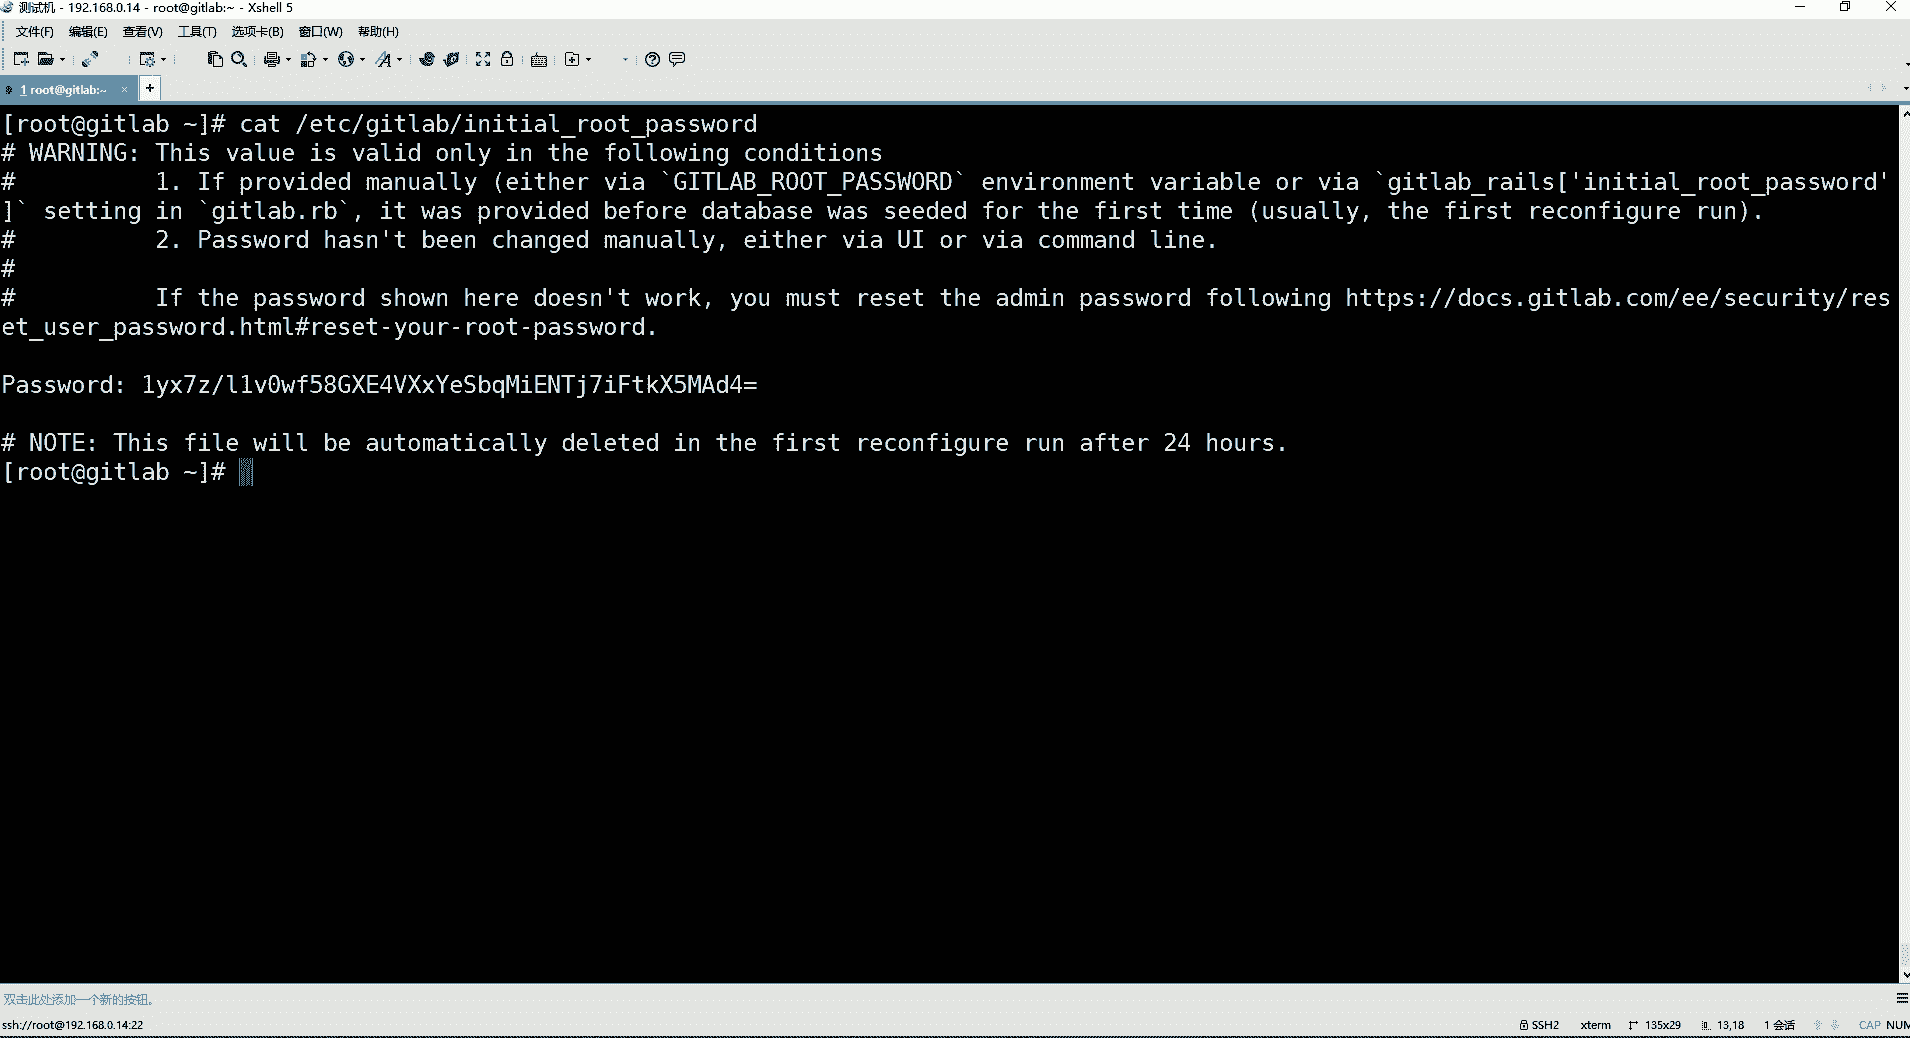 测试机 - 192.168.0.14 - root@gitlab:~ - Xshell 5
文件(F) 编辑(E) 查看(V) 工具(T) 选项卡(B) 窗口(W) 帮助(H)
1 root@gitlab:~ × +
[root@gitlab ~]# cat /etc/gitlab/initial_root_password
# WARNING: This value is valid only in the following conditions
#          1. If provided manually (either via `GITLAB_ROOT_PASSWORD` environment variable or via `gitlab_rails['initial_root_password'
]` setting in `gitlab.rb`, it was provided before database was seeded for the first time (usually, the first reconfigure run).
#          2. Password hasn't been changed manually, either via UI or via command line.
#
#          If the password shown here doesn't work, you must reset the admin password following https://docs.gitlab.com/ee/security/res
et_user_password.html#reset-your-root-password.
Password: 1yx7z/l1v0wf58GXE4VXxYeSbqMiENTj7iFtkX5MAd4=
# NOTE: This file will be automatically deleted in the first reconfigure run after 24 hours.
[root@gitlab ~]#
双击此处添加一个新的按钮。
ssh://root@192.168.0.14:22 SSH2 xterm 135x29 13,18 1 会话 CAP NUM